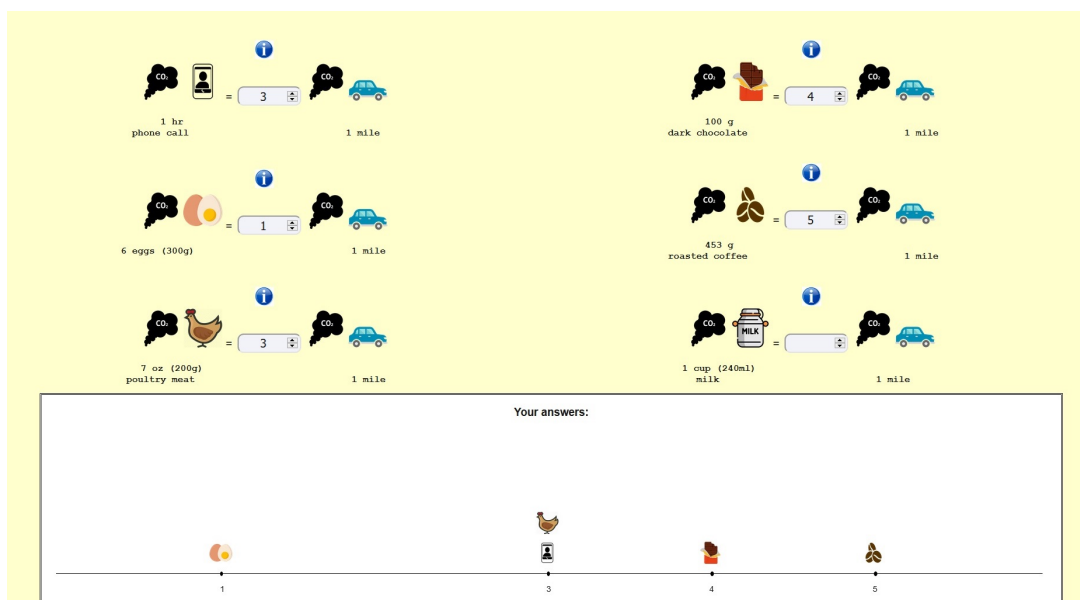 CO₂
=
3
CO₂
1 hr
phone call
1 mile
CO₂
=
4
CO₂
100 g
dark chocolate
1 mile
CO₂
=
1
CO₂
6 eggs (300g)
1 mile
CO₂
=
5
CO₂
453 g
roasted coffee
1 mile
CO₂
=
3
CO₂
7 oz (200g)
poultry meat
1 mile
CO₂
MILK
=
CO₂
1 cup (240ml)
milk
1 mile
Your answers:
1
3
4
5